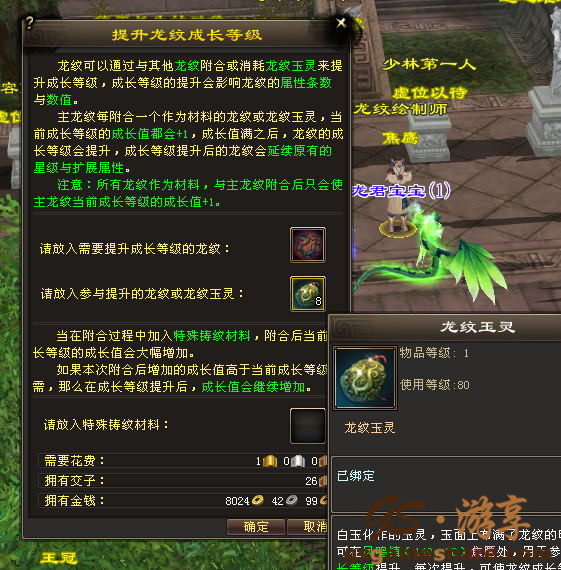 ?
提升龙纹成长等级
龙纹可以通过与其他龙纹附合或消耗龙纹玉灵来提
升成长等级，成长等级的提升会影响龙纹的属性条数
与数值。
主龙纹每附合一个作为材料的龙纹或龙纹玉灵，当
前成长等级的成长值都会+1，成长值满之后，龙纹的成
长等级会提升，成长等级提升后的龙纹会延续原有的
星级与扩展属性。
注意：所有龙纹作为材料，与主龙纹附合后只会使
主龙纹当前成长等级的成长值+1。
请放入需要提升成长等级的龙纹：
请放入参与提升的龙纹或龙纹玉灵：
8
当在附合过程中加入特殊铸纹材料，附合后当前
长等级的成长值会大幅增加。
如果本次附合后增加的成长值高于当前成长等级
需，那么在成长等级提升后，成长值会继续增加。
请放入特殊铸纹材料：
需要花费： 1 0 0
拥有交子： 26
拥有金钱： 8024 42 99
确定 取消
少林第一人
虚位以待
龙纹绘制师
焦鹰
龙君宝宝(1)
容
虚位
王冠
龙纹玉灵
物品等级: 1
使用等级:80
龙纹玉灵
已绑定
游享